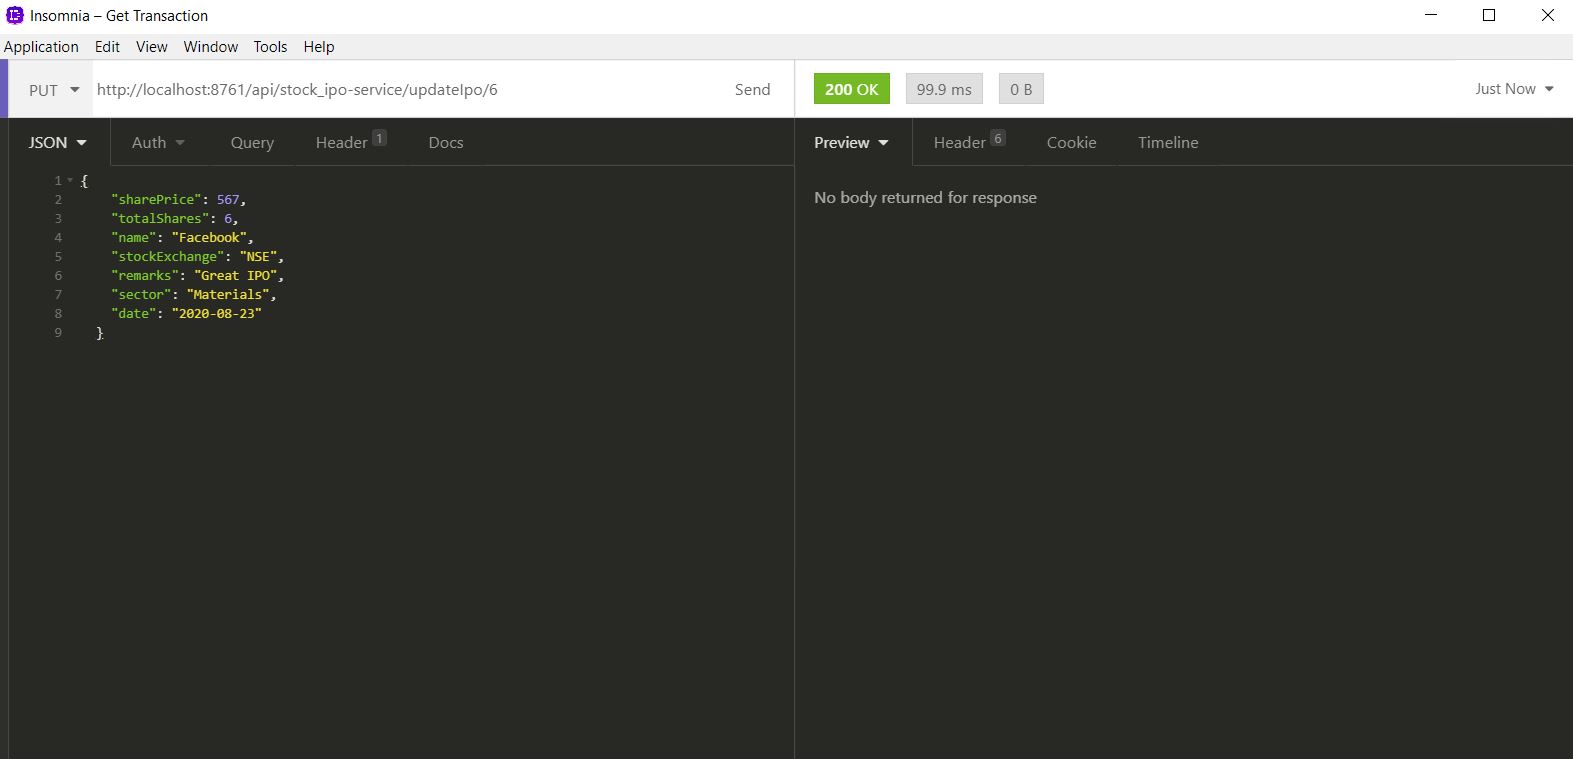 Insomnia – Get Transaction
Application Edit View Window Tools Help
PUT http://localhost:8761/api/stock_ipo-service/updateIpo/6 Send
200 OK 99.9 ms 0 B Just Now
JSON Auth Query Header 1 Docs
Preview Header 6 Cookie Timeline
1 {
2 "sharePrice": 567,
3 "totalShares": 6,
4 "name": "Facebook",
5 "stockExchange": "NSE",
6 "remarks": "Great IPO",
7 "sector": "Materials",
8 "date": "2020-08-23"
9 }
No body returned for response